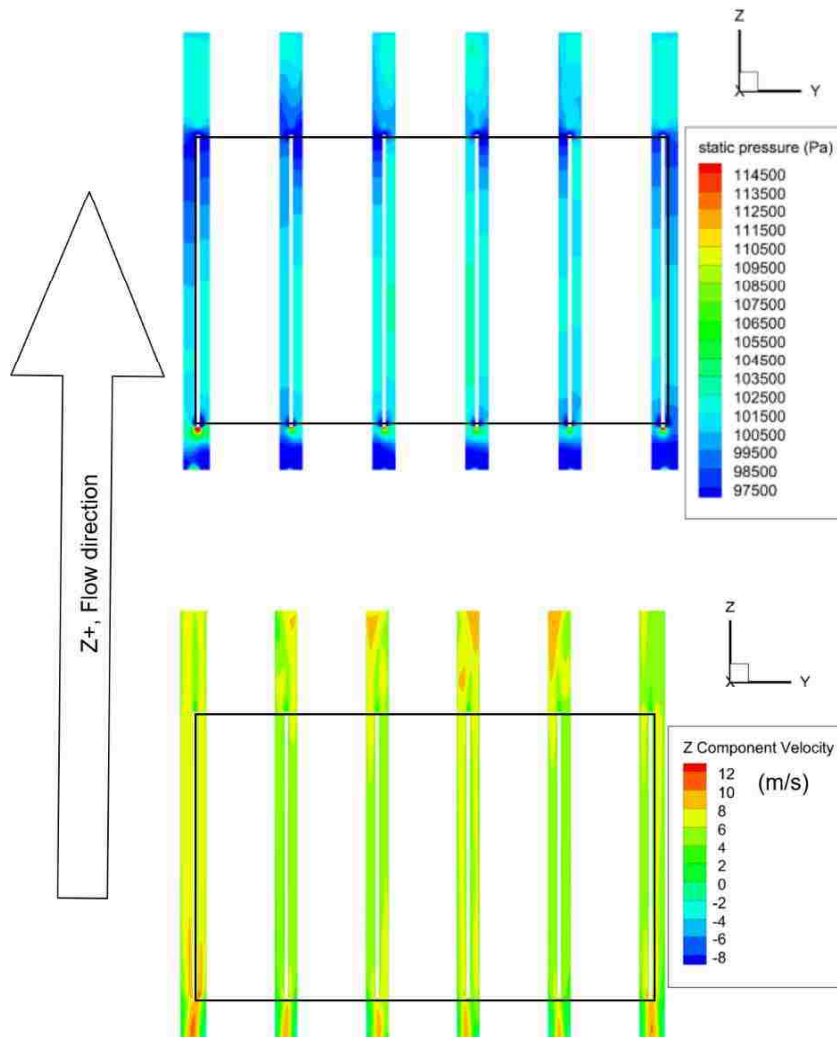 Z
X
Y
static pressure (Pa)
114500
113500
112500
111500
110500
109500
108500
107500
106500
105500
104500
103500
102500
101500
100500
99500
98500
97500
Z+, Flow direction
Z
X
Y
Z Component Velocity
(m/s)
12
10
8
6
4
2
0
-2
-4
-6
-8